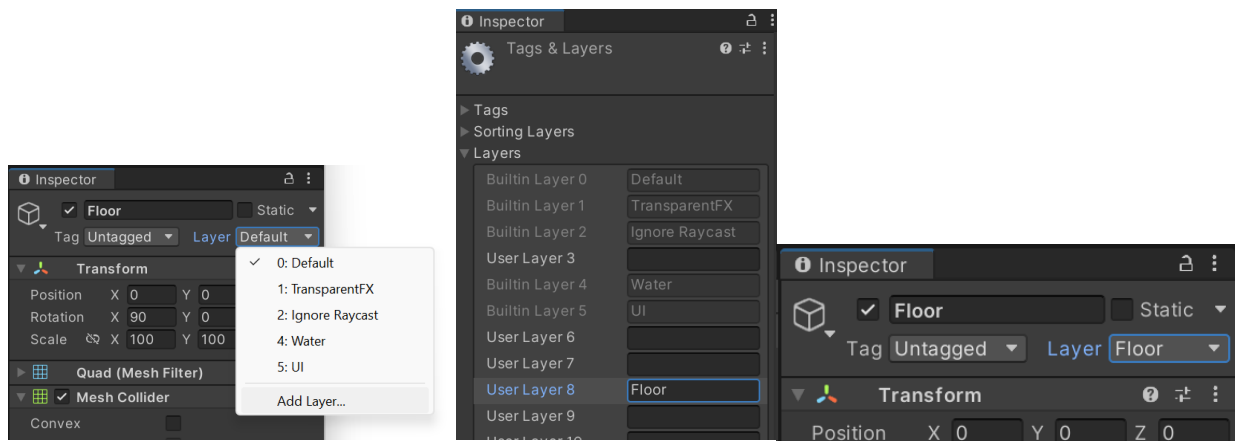 Inspector
Floor
Static
Tag Untagged Layer Default
0: Default
1: TransparentFX
2: Ignore Raycast
4: Water
5: UI
Add Layer...
Transform
Position X 0 Y 0
Rotation X 90 Y 0
Scale X 100 Y 100
Quad (Mesh Filter)
Mesh Collider
Convex
Inspector
Tags & Layers
Tags
Sorting Layers
Layers
Builtin Layer 0 Default
Builtin Layer 1 TransparentFX
Builtin Layer 2 Ignore Raycast
User Layer 3
Builtin Layer 4 Water
Builtin Layer 5 UI
User Layer 6
User Layer 7
User Layer 8 Floor
User Layer 9
User Layer 10
Inspector
Floor
Static
Tag Untagged Layer Floor
Transform
Position X 0 Y 0 Z 0